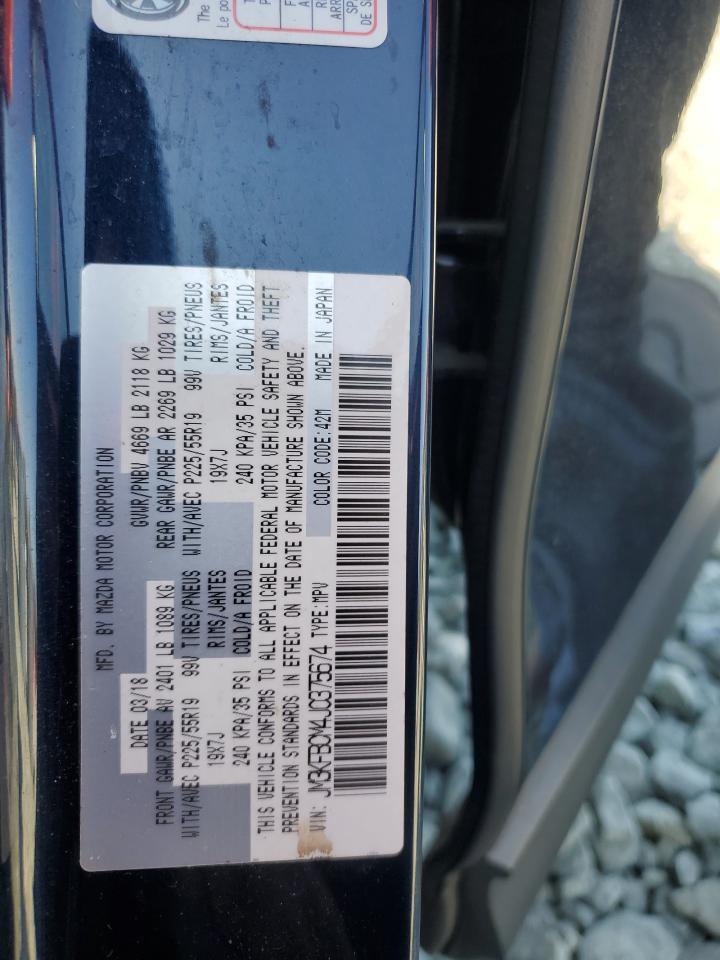 The
Le po
MFD. BY MAZDA MOTOR CORPORATION
DATE 03/18 GVWR/PNBV 4669 LB 2118 KG
FRONT GAWR/PNBE AV 2401 LB 1089 KG REAR GAWR/PNBE AR 2269 LB 1029 KG
WITH/AVEC P225/55R19 99V TIRES/PNEUS WITH/AVEC P225/55R19 99V TIRES/PNEUS
19X7J RIMS/JANTES 19X7J RIMS/JANTES
240 KPA/35 PSI COLD/A FROID 240 KPA/35 PSI COLD/A FROID
THIS VEHICLE CONFORMS TO ALL APPLICABLE FEDERAL MOTOR VEHICLE SAFETY AND THEFT
PREVENTION STANDARDS IN EFFECT ON THE DATE OF MANUFACTURE SHOWN ABOVE.
VIN: JM3KFBCM4J0375674 TYPE:MPV COLOR CODE:42M MADE IN JAPAN